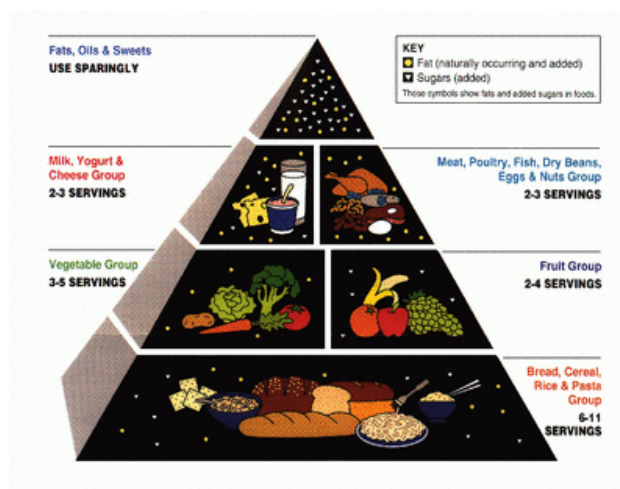 Fats, Oils & Sweets
USE SPARINGLY
KEY
Fat (naturally occurring and added)
Sugars (added)
These symbols show fats and added sugars in foods.
Milk, Yogurt &
Cheese Group
2-3 SERVINGS
Meat, Poultry, Fish, Dry Beans,
Eggs & Nuts Group
2-3 SERVINGS
Vegetable Group
3-5 SERVINGS
Fruit Group
2-4 SERVINGS
Bread, Cereal,
Rice & Pasta
Group
6-11
SERVINGS